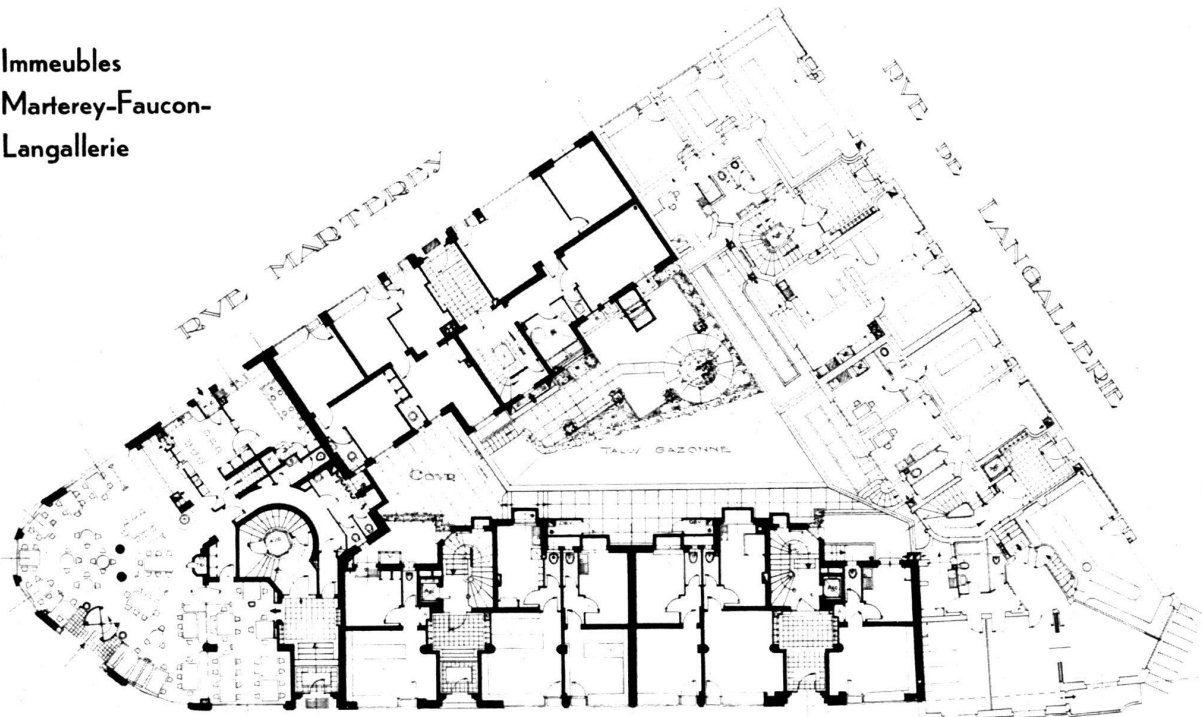 Immeubles
Marterey-Faucon-
Langallerie
RVE MARTEREY
RVE DE LANGALLERIE
COVR
TALVS GAZONNE